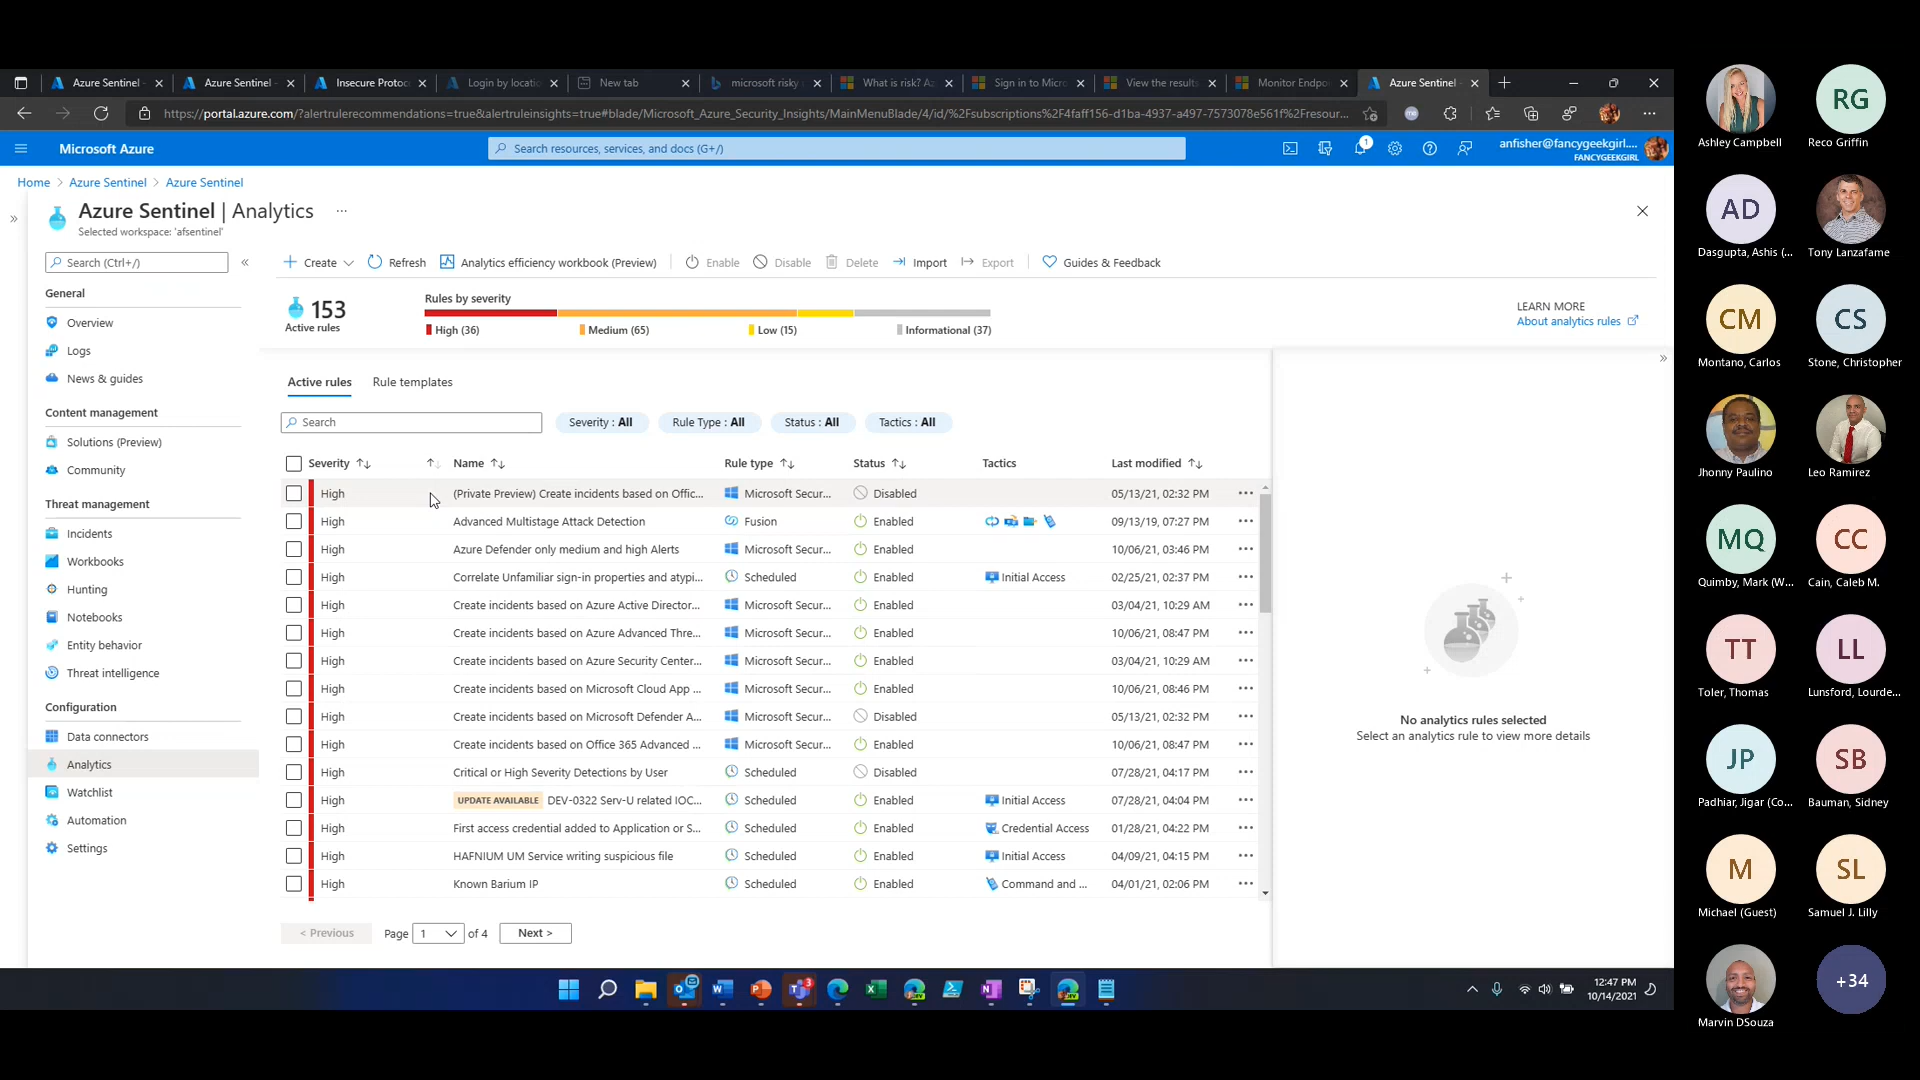 Azure Sentinel -
Azure Sentinel -
Insecure Protoc
Login by locati
New tab
microsoft risky
What is risk? Az
Sign in to Micro
View the results
Monitor Endpo
Azure Sentinel -
https://portal.azure.com/?alertrulerecommendations=true&alertruleinsights=true#blade/Microsoft_Azure_Security_Insights/MainMenuBlade/4/id/%2Fsubscriptions%2F4faff156-d1ba-4937-a497-7573078e561f%2Fresour...
Microsoft Azure
Search resources, services, and docs (G+/)
1
anfisher@fancygeekgirl....
FANCYGEEKGIRL
Home > Azure Sentinel > Azure Sentinel
Azure Sentinel | Analytics ...
Selected workspace: 'afsentinel'
Search (Ctrl+/)
General
Overview
Logs
News & guides
Content management
Solutions (Preview)
Community
Threat management
Incidents
Workbooks
Hunting
Notebooks
Entity behavior
Threat intelligence
Configuration
Data connectors
Analytics
Watchlist
Automation
Settings
Create
Refresh
Analytics efficiency workbook (Preview)
Enable
Disable
Delete
Import
Export
Guides & Feedback
153
Active rules
Rules by severity
High (36)
Medium (65)
Low (15)
Informational (37)
LEARN MORE
About analytics rules
Active rules
Rule templates
Search
Severity : All
Rule Type : All
Status : All
Tactics : All
Severity Name Rule type Status Tactics Last modified
High (Private Preview) Create incidents based on Offic... Microsoft Secur... Disabled 05/13/21, 02:32 PM
High Advanced Multistage Attack Detection Fusion Enabled 09/13/19, 07:27 PM
High Azure Defender only medium and high Alerts Microsoft Secur... Enabled 10/06/21, 03:46 PM
High Correlate Unfamiliar sign-in properties and atypi... Scheduled Enabled Initial Access 02/25/21, 02:37 PM
High Create incidents based on Azure Active Director... Microsoft Secur... Enabled 03/04/21, 10:29 AM
High Create incidents based on Azure Advanced Thre... Microsoft Secur... Enabled 10/06/21, 08:47 PM
High Create incidents based on Azure Security Center... Microsoft Secur... Enabled 03/04/21, 10:29 AM
High Create incidents based on Microsoft Cloud App ... Microsoft Secur... Enabled 10/06/21, 08:46 PM
High Create incidents based on Microsoft Defender A... Microsoft Secur... Disabled 05/13/21, 02:32 PM
High Create incidents based on Office 365 Advanced ... Microsoft Secur... Enabled 10/06/21, 08:47 PM
High Critical or High Severity Detections by User Scheduled Disabled 07/28/21, 04:17 PM
High UPDATE AVAILABLE DEV-0322 Serv-U related IOC... Scheduled Enabled Initial Access 07/28/21, 04:04 PM
High First access credential added to Application or S... Scheduled Enabled Credential Access 01/28/21, 04:22 PM
High HAFNIUM UM Service writing suspicious file Scheduled Enabled Initial Access 04/09/21, 04:15 PM
High Known Barium IP Scheduled Enabled Command and ... 04/01/21, 02:06 PM
< Previous Page 1 of 4 Next >
No analytics rules selected
Select an analytics rule to view more details
3
12:47 PM
10/14/2021
Ashley Campbell
RG
Reco Griffin
AD
Dasgupta, Ashis (...
Tony Lanzafame
CM
Montano, Carlos
CS
Stone, Christopher
Jhonny Paulino
Leo Ramirez
MQ
Quimby, Mark (W...
CC
Cain, Caleb M.
TT
Toler, Thomas
LL
Lunsford, Lourde...
JP
Padhiar, Jigar (Co...
SB
Bauman, Sidney
M
Michael (Guest)
SL
Samuel J. Lilly
Marvin DSouza
+34